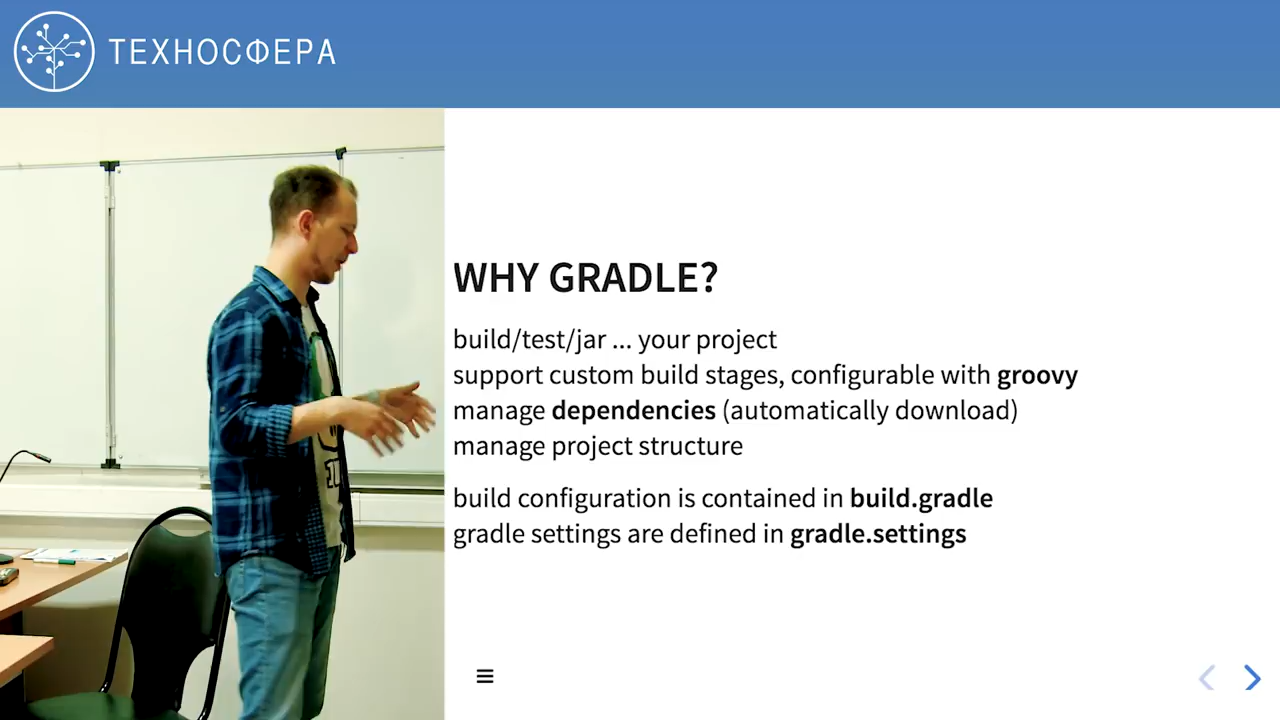 ТЕХНОСФЕРА
WHY GRADLE?
build/test/jar ... your project
support custom build stages, configurable with groovy
manage dependencies (automatically download)
manage project structure
build configuration is contained in build.gradle
gradle settings are defined in gradle.settings